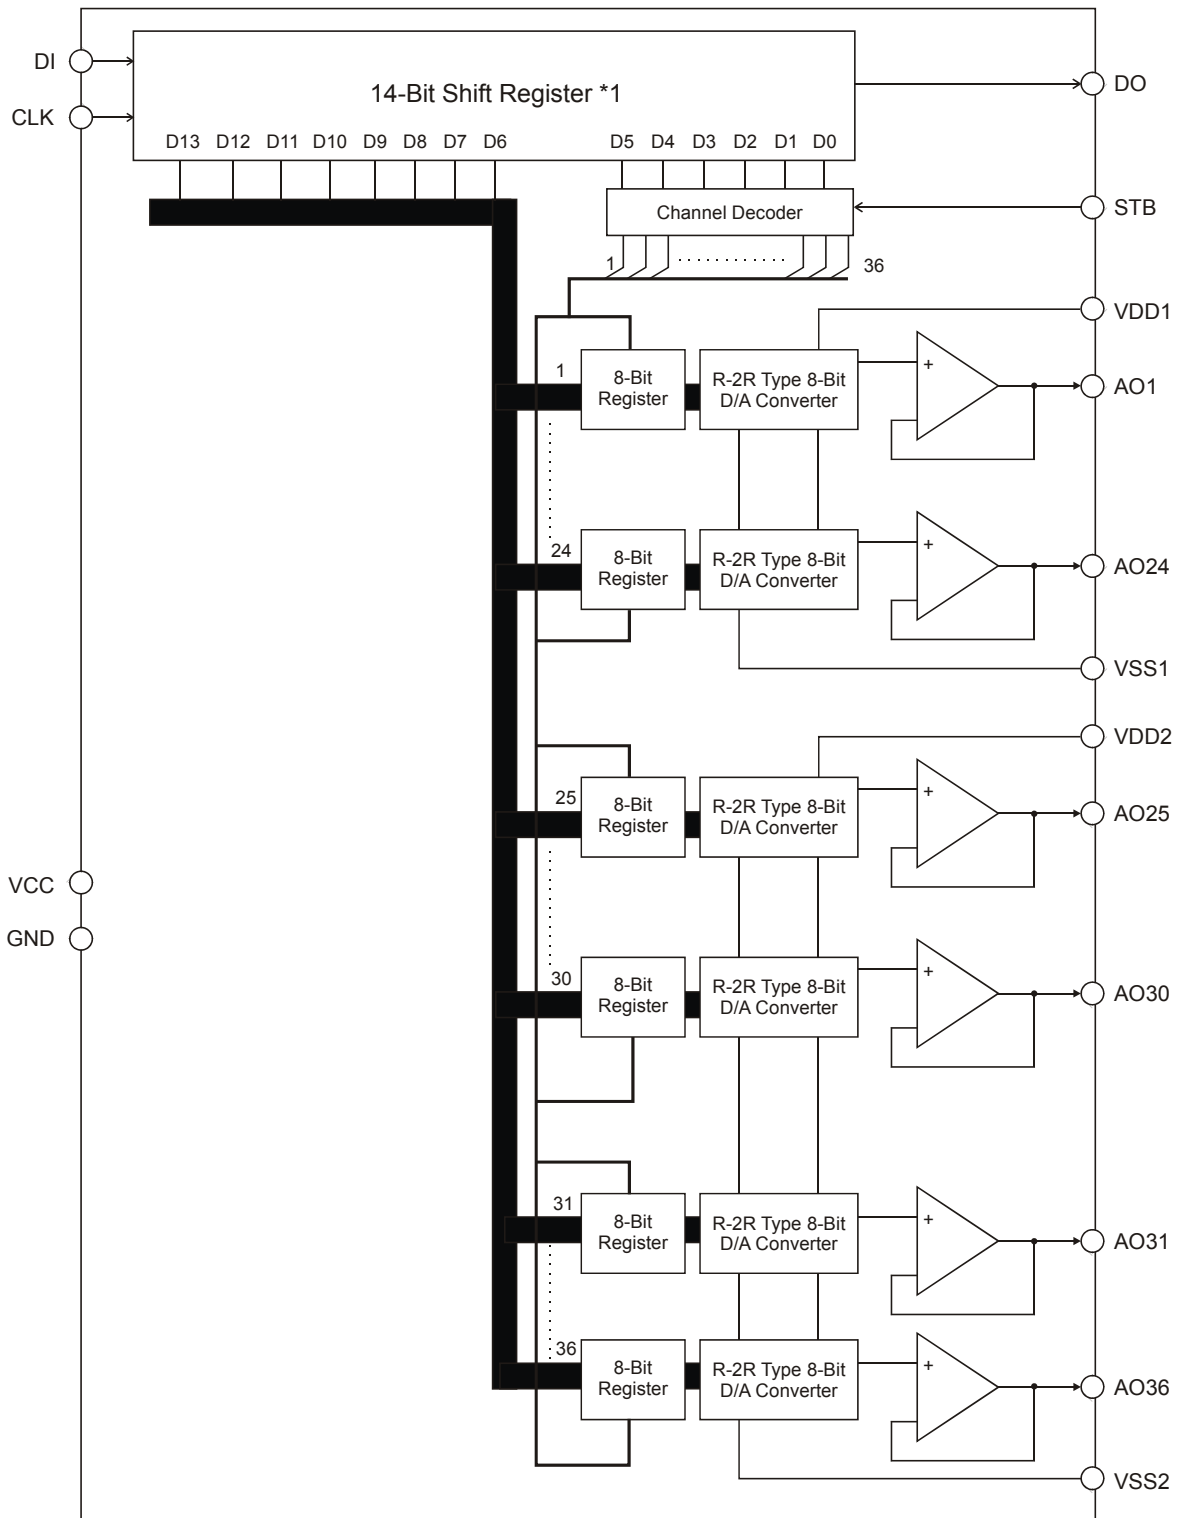 DI
14-Bit Shift Register *1
DO
CLK
D13 D12 D11 D10 D9 D8 D7 D6 D5 D4 D3 D2 D1 D0
Channel Decoder
STB
1
36
VDD1
1
8-Bit
Register
R-2R Type 8-Bit
D/A Converter
+
AO1
24
8-Bit
Register
R-2R Type 8-Bit
D/A Converter
+
AO24
VSS1
VDD2
25
8-Bit
Register
R-2R Type 8-Bit
D/A Converter
+
AO25
VCC
GND
30
8-Bit
Register
R-2R Type 8-Bit
D/A Converter
+
AO30
31
8-Bit
Register
R-2R Type 8-Bit
D/A Converter
+
AO31
36
8-Bit
Register
R-2R Type 8-Bit
D/A Converter
+
AO36
VSS2